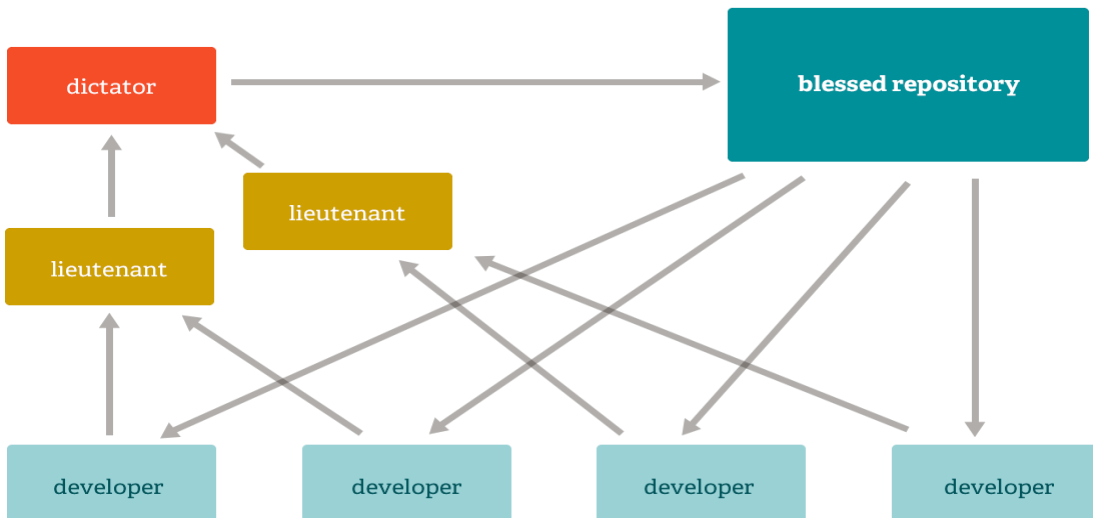 dictator
blessed repository
lieutenant
lieutenant
developer
developer
developer
developer